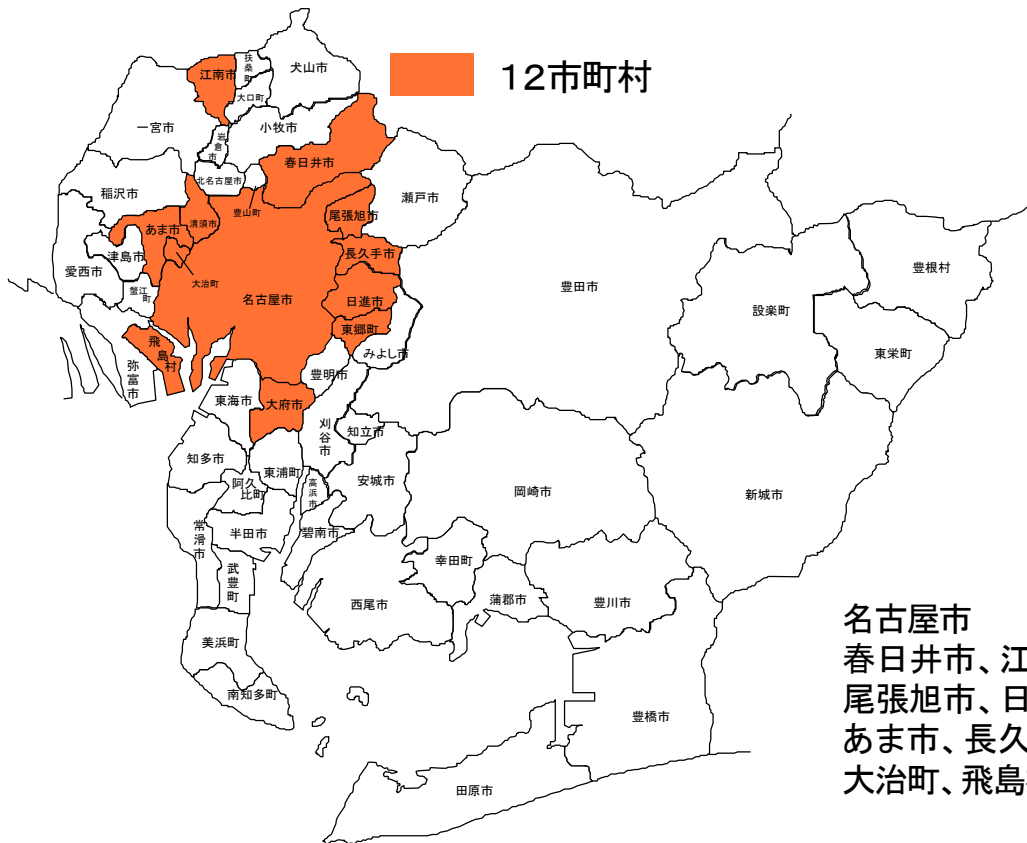 12市町村
犬山市
扶桑町
江南市
大口町
一宮市
小牧市
岩倉市
春日井市
北名古屋市
瀬戸市
稲沢市
豊山町
尾張旭市
清須市
あま市
津島市
長久手市
愛西市
大治町
豊田市
豊根村
蟹江町
名古屋市
日進市
設楽町
東郷町
飛島村
みよし市
東栄町
弥富市
豊明市
東海市
大府市
刈谷市
知立市
知多市
東浦町
阿久比町
高浜市
安城市
岡崎市
新城市
常滑市
半田市
碧南市
幸田町
武豊町
西尾市
蒲郡市
豊川市
美浜町
南知多町
豊橋市
田原市
名古屋市
春日井市、江
尾張旭市、日
あま市、長久
大治町、飛島